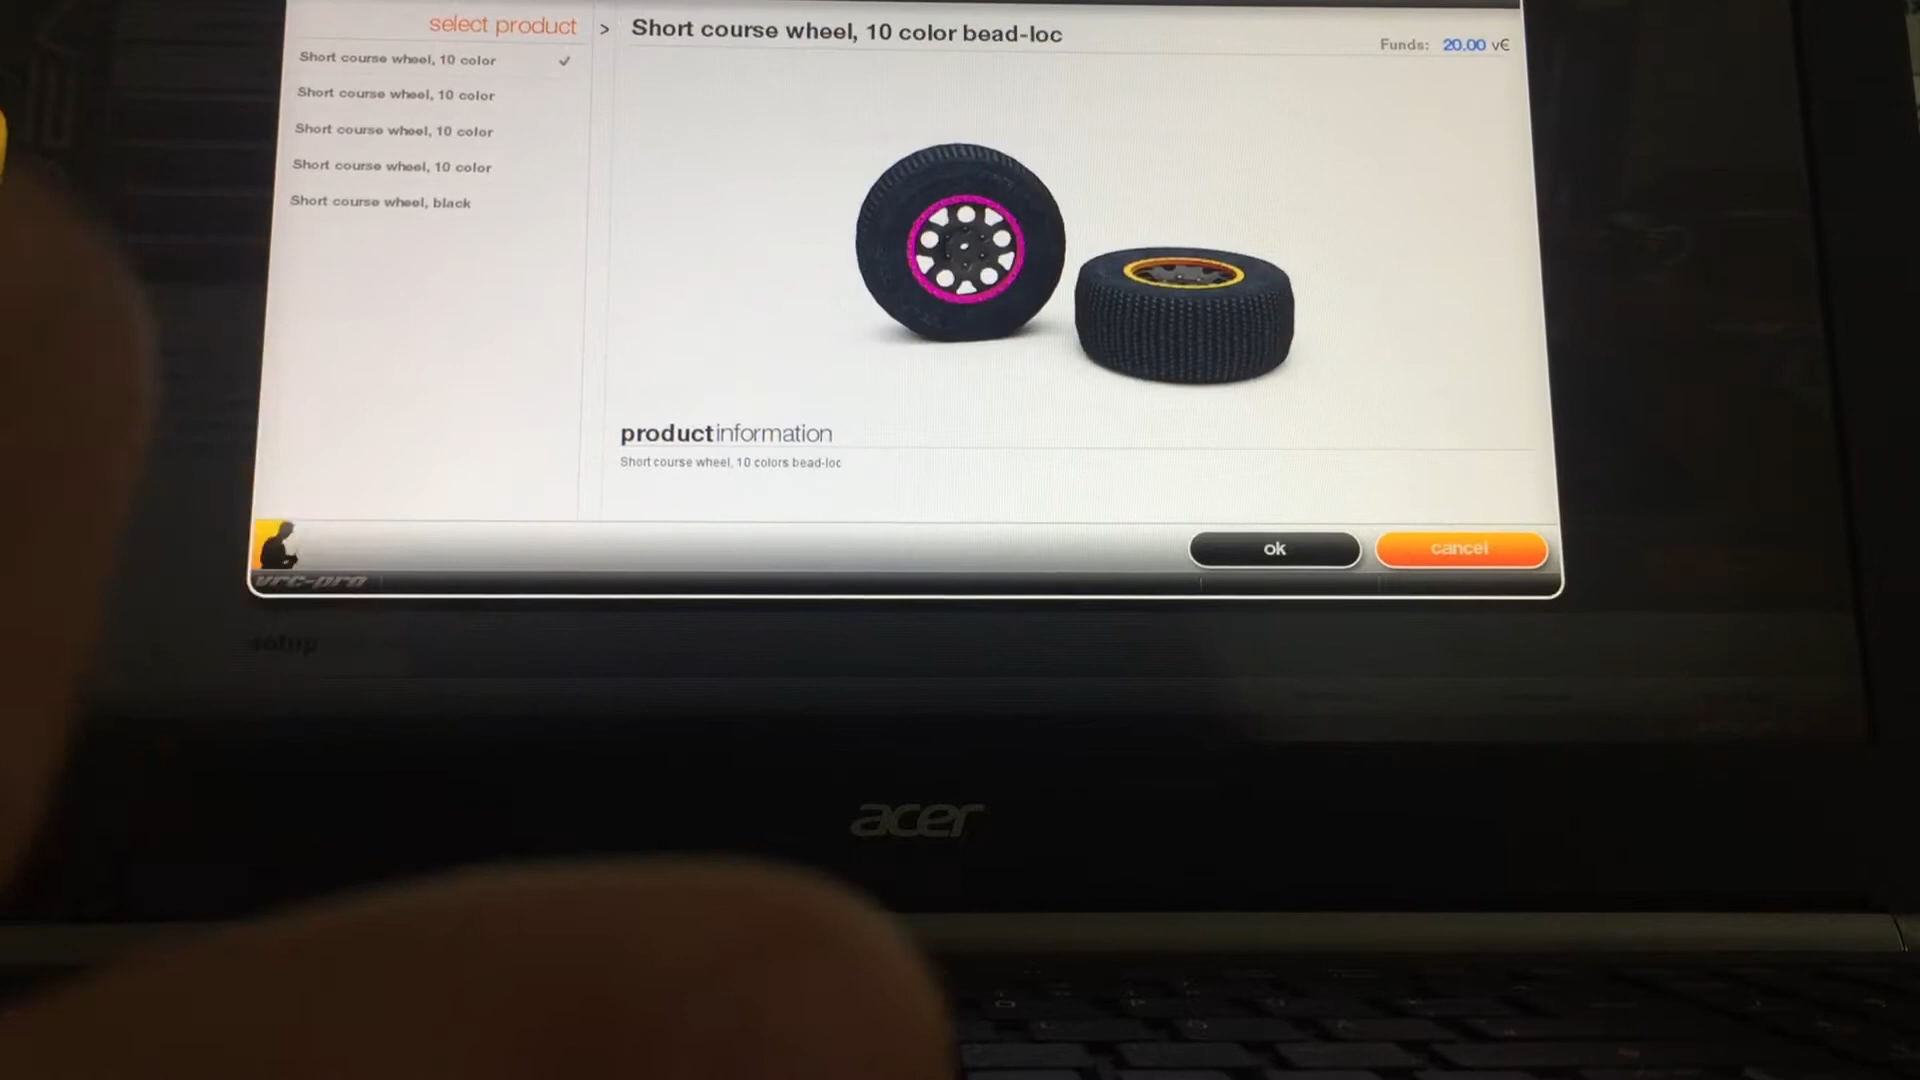 select product
> Short course wheel, 10 color bead-loc
Funds: 20.00 v€
Short course wheel, 10 color ✓
Short course wheel, 10 color
Short course wheel, 10 color
Short course wheel, 10 color
Short course wheel, black
productinformation
Short course wheel, 10 colors bead-loc
ok
cancel
vrc-pro
setup
acer